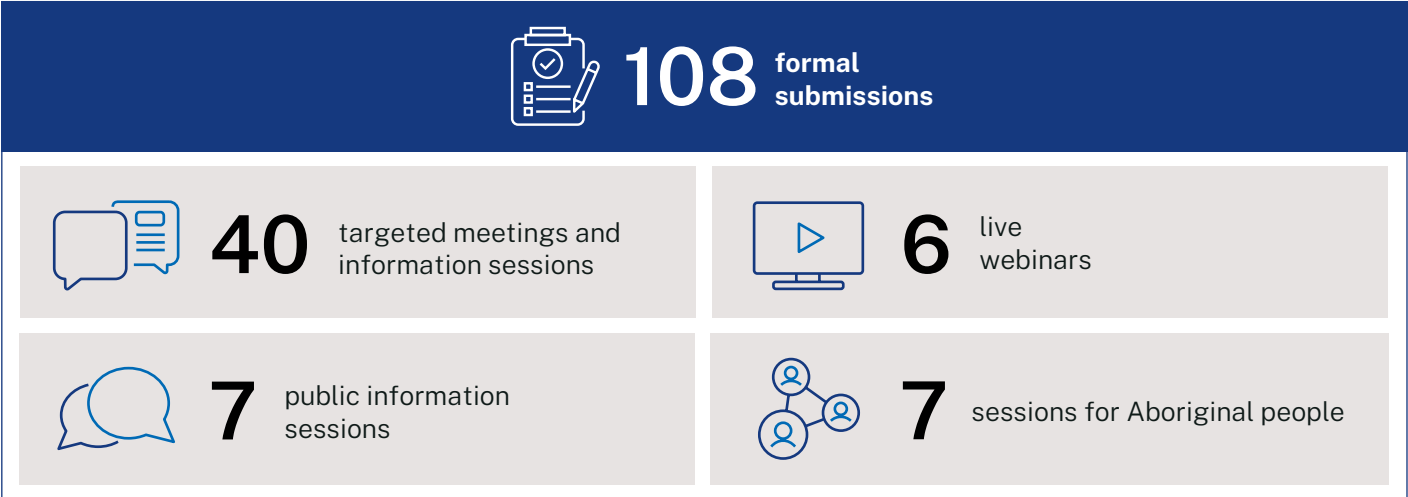 108 formal
submissions
40 targeted meetings and
information sessions
6 live
webinars
7 public information
sessions
7 sessions for Aboriginal people